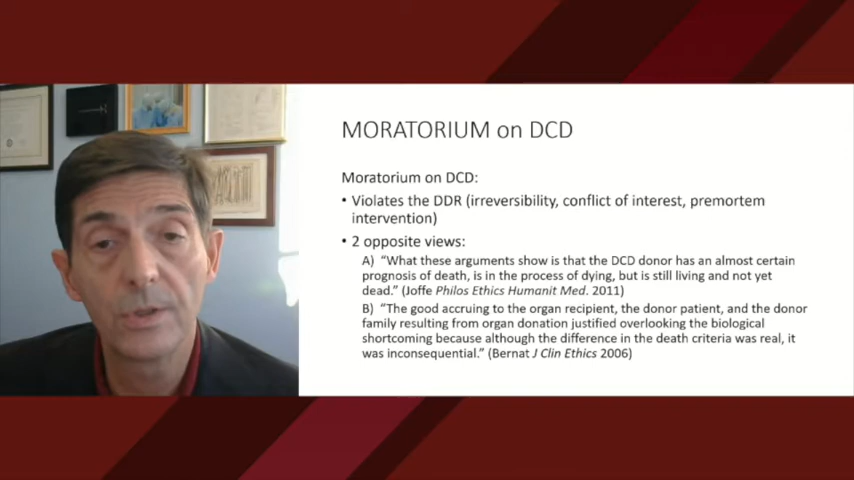 MORATORIUM on DCD
Moratorium on DCD:
• Violates the DDR (irreversibility, conflict of interest, premortem
intervention)
• 2 opposite views:
A) “What these arguments show is that the DCD donor has an almost certain
prognosis of death, is in the process of dying, but is still living and not yet
dead.” (Joffe Philos Ethics Humanit Med. 2011)
B) “The good accruing to the organ recipient, the donor patient, and the donor
family resulting from organ donation justified overlooking the biological
shortcoming because although the difference in the death criteria was real, it
was inconsequential.” (Bernat J Clin Ethics 2006)